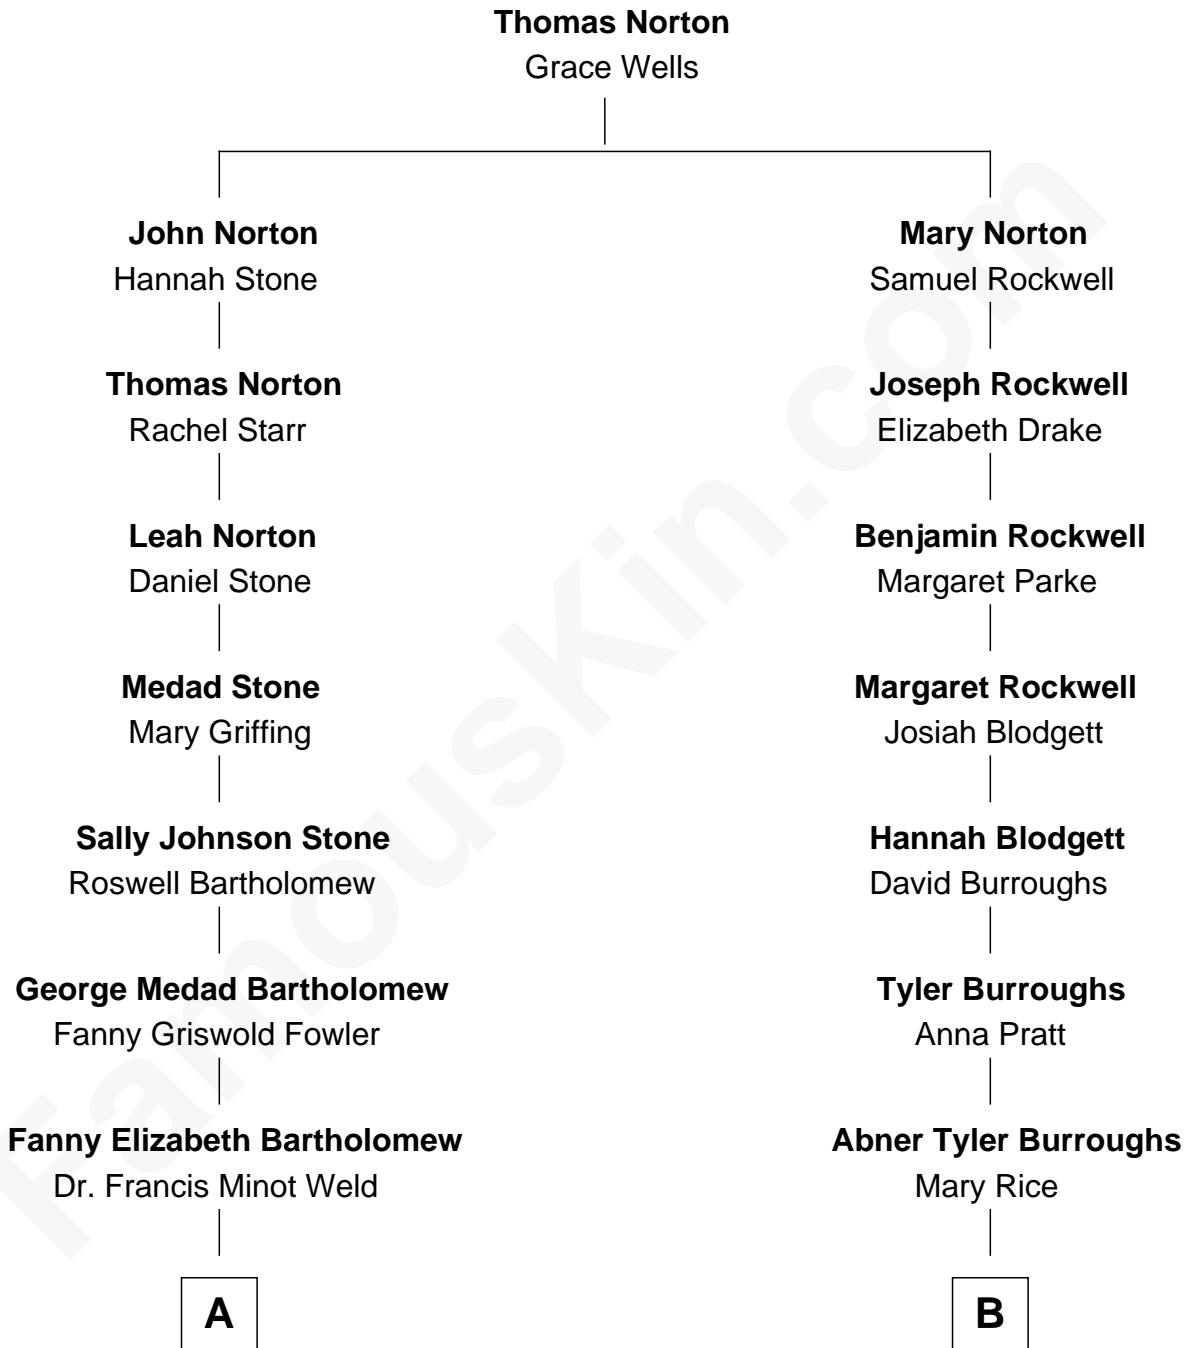 Thomas Norton
Grace Wells
John Norton
Hannah Stone
Mary Norton
Samuel Rockwell
Thomas Norton
Rachel Starr
Joseph Rockwell
Elizabeth Drake
Leah Norton
Daniel Stone
Benjamin Rockwell
Margaret Parke
Medad Stone
Mary Griffing
Margaret Rockwell
Josiah Blodgett
Sally Johnson Stone
Roswell Bartholomew
Hannah Blodgett
David Burroughs
George Medad Bartholomew
Fanny Griswold Fowler
Tyler Burroughs
Anna Pratt
Fanny Elizabeth Bartholomew
Dr. Francis Minot Weld
Abner Tyler Burroughs
Mary Rice
A
B
FamousKin.com